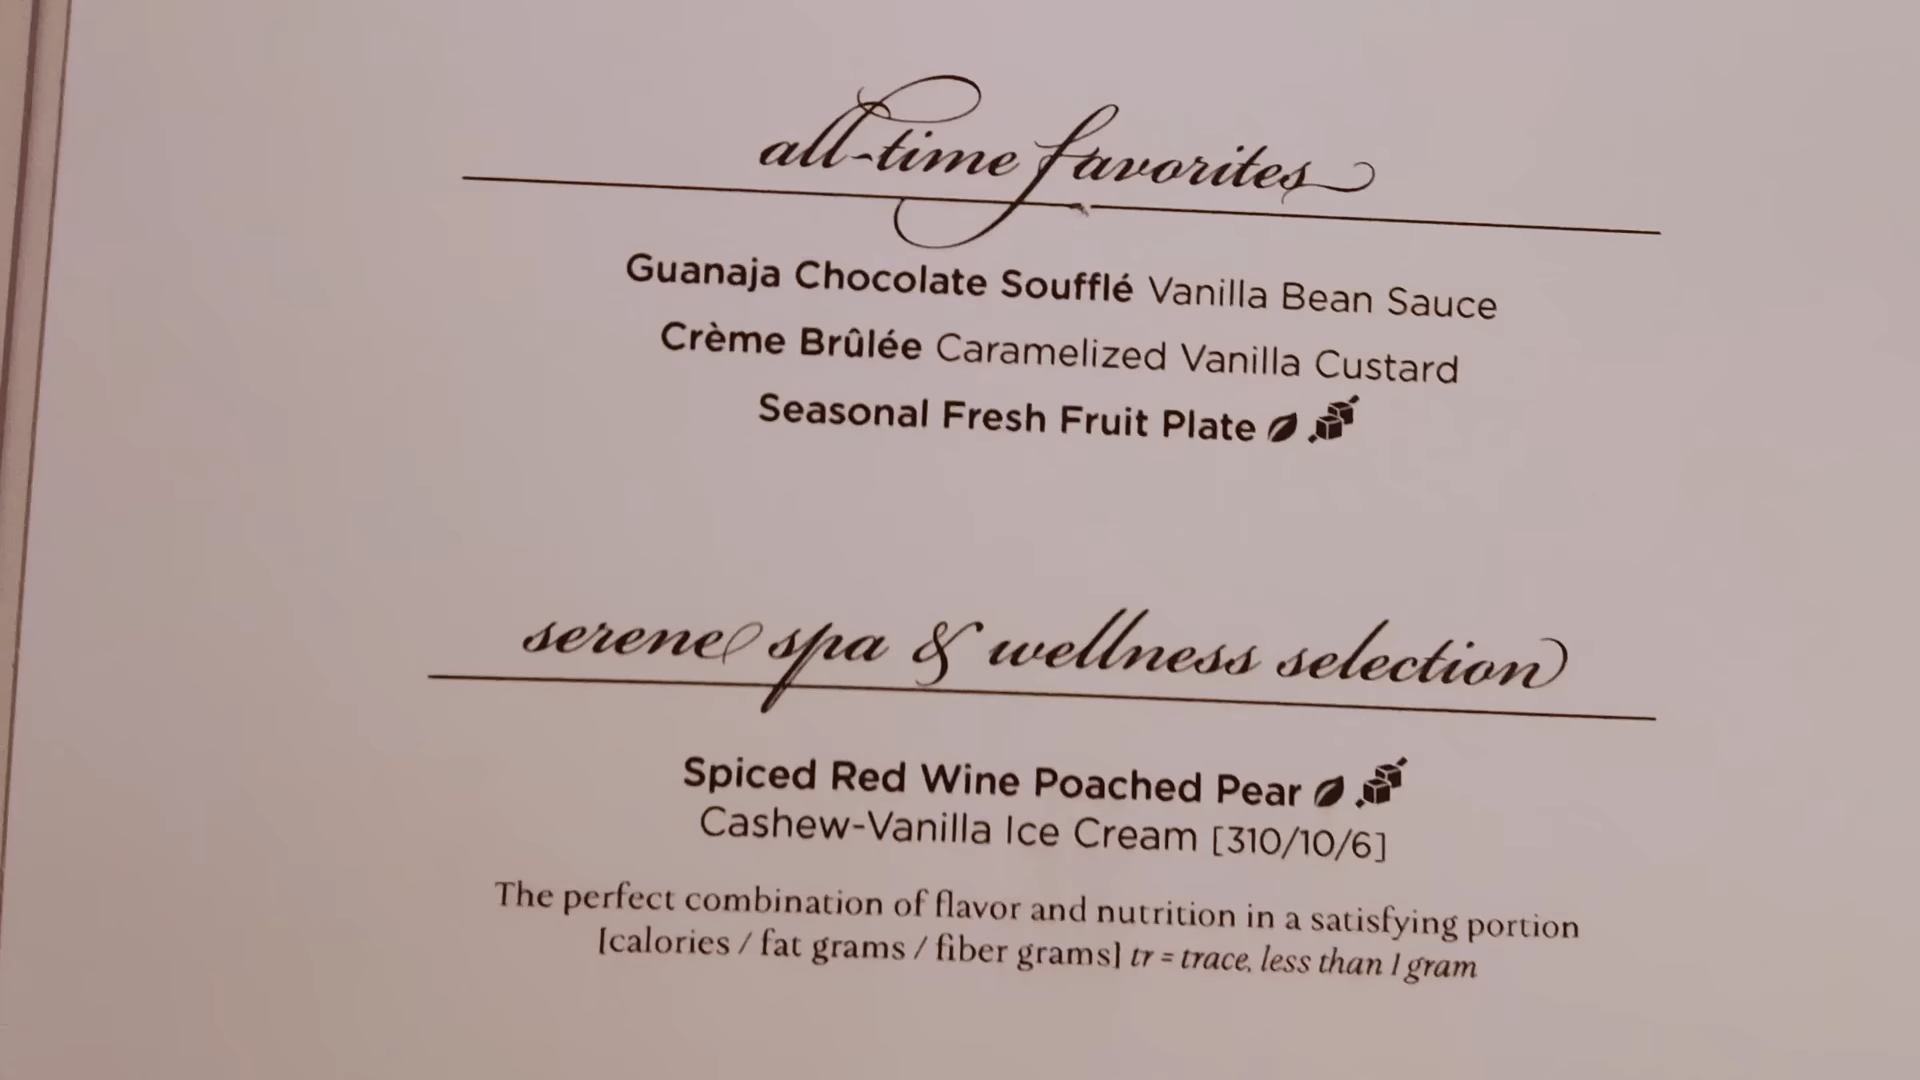 all-time favorites
Guanaja Chocolate Soufflé Vanilla Bean Sauce
Crème Brûlée Caramelized Vanilla Custard
Seasonal Fresh Fruit Plate
serene spa & wellness selection
Spiced Red Wine Poached Pear
Cashew-Vanilla Ice Cream [310/10/6]
The perfect combination of flavor and nutrition in a satisfying portion
[calories / fat grams / fiber grams] tr = trace, less than 1 gram